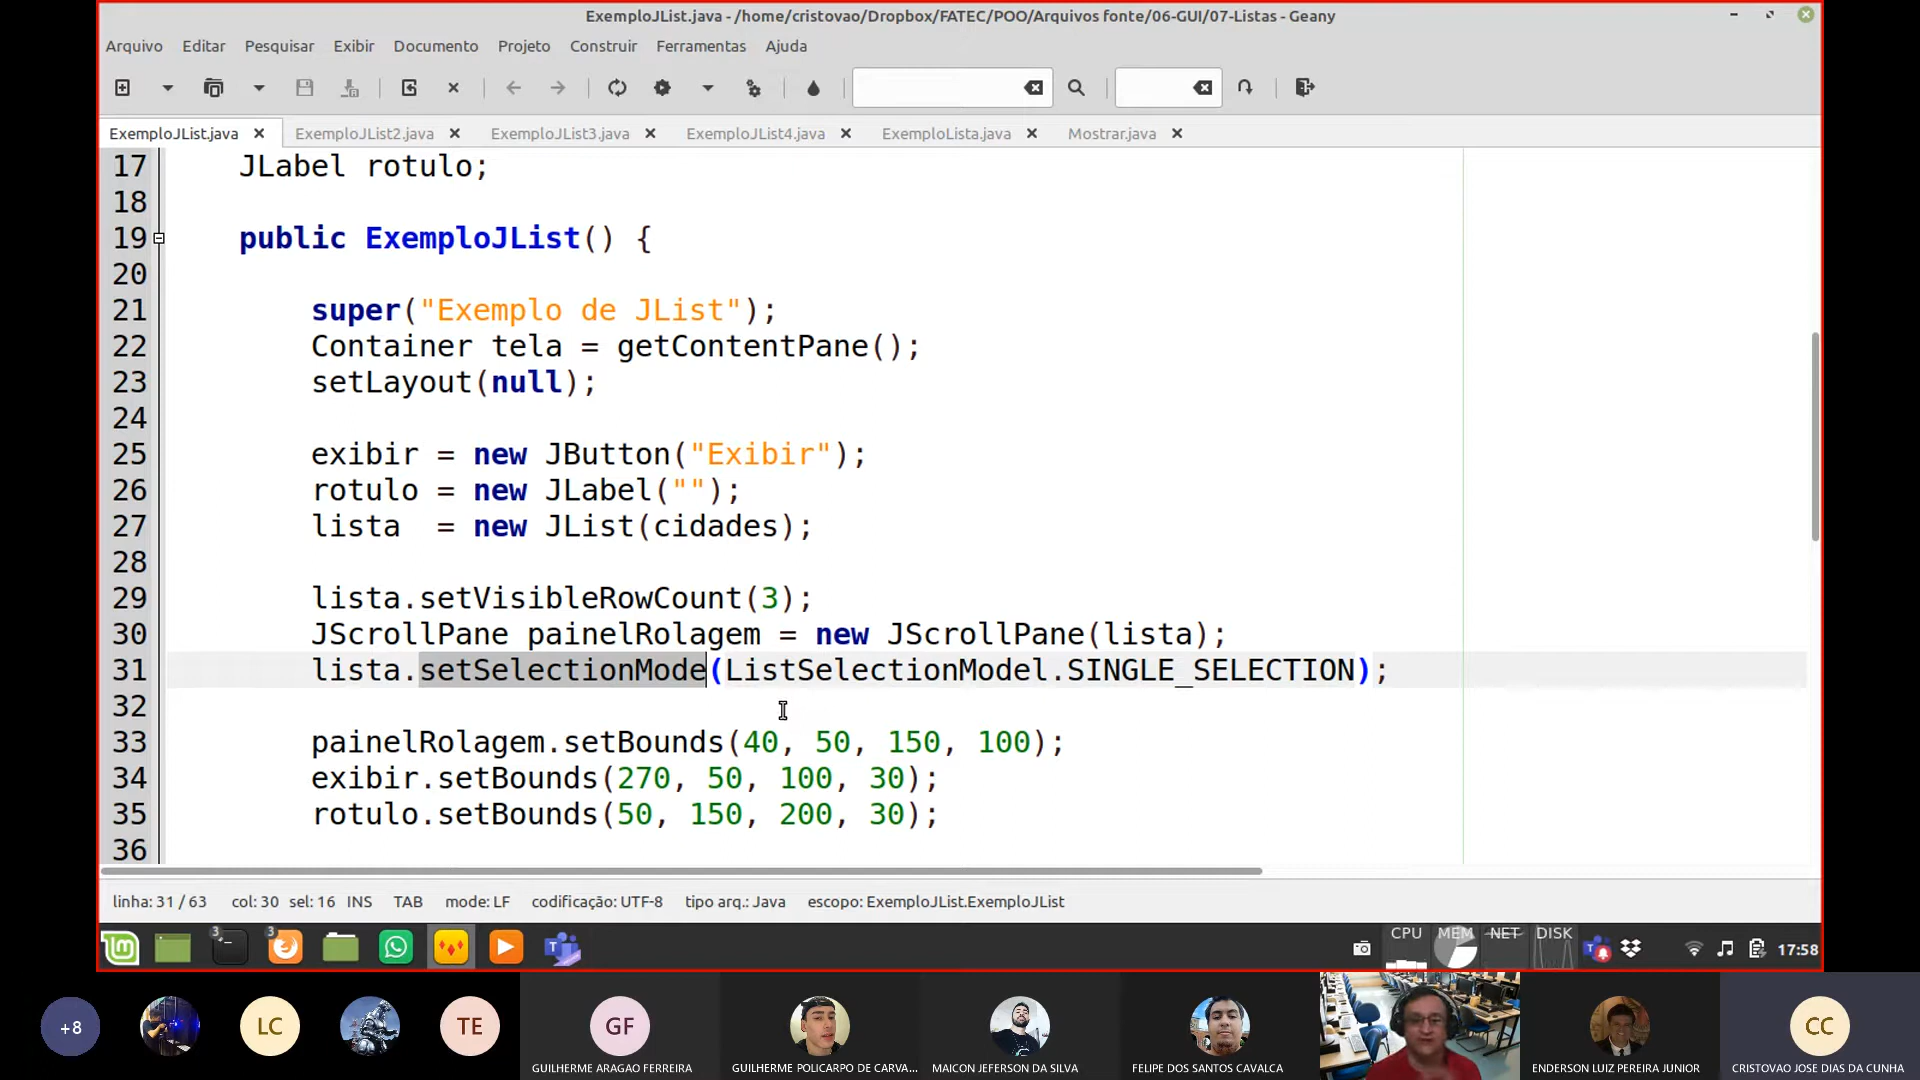 ExemploJList.java - /home/cristovao/Dropbox/FATEC/POO/Arquivos fonte/06-GUI/07-Listas - Geany
Arquivo Editar Pesquisar Exibir Documento Projeto Construir Ferramentas Ajuda
ExemploJList.java ExemploJList2.java ExemploJList3.java ExemploJList4.java ExemploLista.java Mostrar.java
17 JLabel rotulo;
18
19 public ExemploJList() {
20
21 super("Exemplo de JList");
22 Container tela = getContentPane();
23 setLayout(null);
24
25 exibir = new JButton("Exibir");
26 rotulo = new JLabel("");
27 lista  = new JList(cidades);
28
29 lista.setVisibleRowCount(3);
30 JScrollPane painelRolagem = new JScrollPane(lista);
31 lista.setSelectionMode(ListSelectionModel.SINGLE_SELECTION);
32
33 painelRolagem.setBounds(40, 50, 150, 100);
34 exibir.setBounds(270, 50, 100, 30);
35 rotulo.setBounds(50, 150, 200, 30);
36
linha: 31 / 63 col: 30 sel: 16 INS TAB mode: LF codificação: UTF-8 tipo arq.: Java escopo: ExemploJList.ExemploJList
3 3 CPU MEM NET DISK 17:58
+8 LC TE GF CC
GUILHERME ARAGAO FERREIRA GUILHERME POLICARPO DE CARVA... MAICON JEFERSON DA SILVA FELIPE DOS SANTOS CAVALCA ENDERSON LUIZ PEREIRA JUNIOR CRISTOVAO JOSE DIAS DA CUNHA